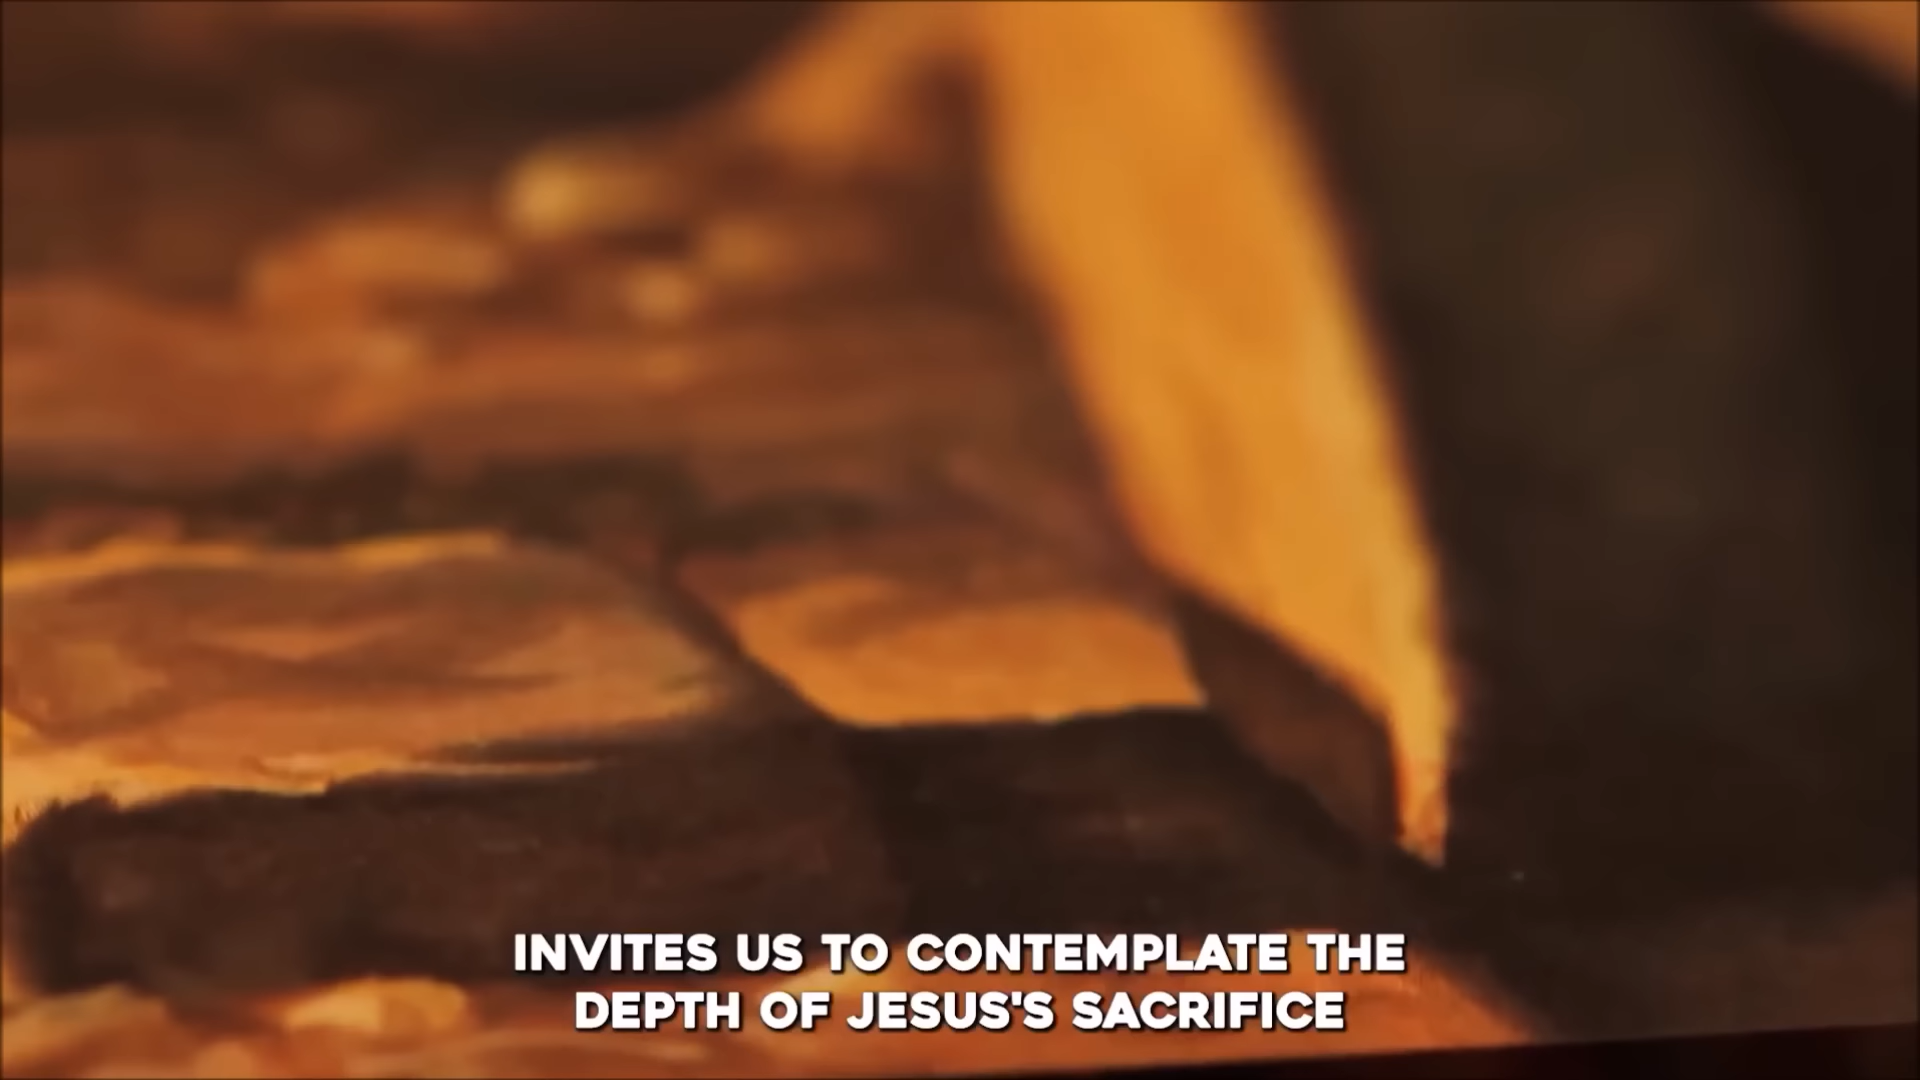 INVITES US TO CONTEMPLATE THE
DEPTH OF JESUS'S SACRIFICE